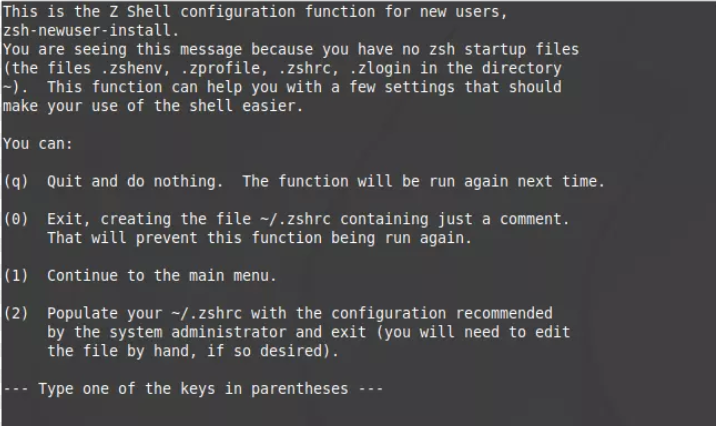 This is the Z Shell configuration function for new users,
zsh-newuser-install.
You are seeing this message because you have no zsh startup files
(the files .zshenv, .zprofile, .zshrc, .zlogin in the directory
~).  This function can help you with a few settings that should
make your use of the shell easier.

You can:

(q)  Quit and do nothing.  The function will be run again next time.

(0)  Exit, creating the file ~/.zshrc containing just a comment.
     That will prevent this function being run again.

(1)  Continue to the main menu.

(2)  Populate your ~/.zshrc with the configuration recommended
     by the system administrator and exit (you will need to edit
     the file by hand, if so desired).

--- Type one of the keys in parentheses ---